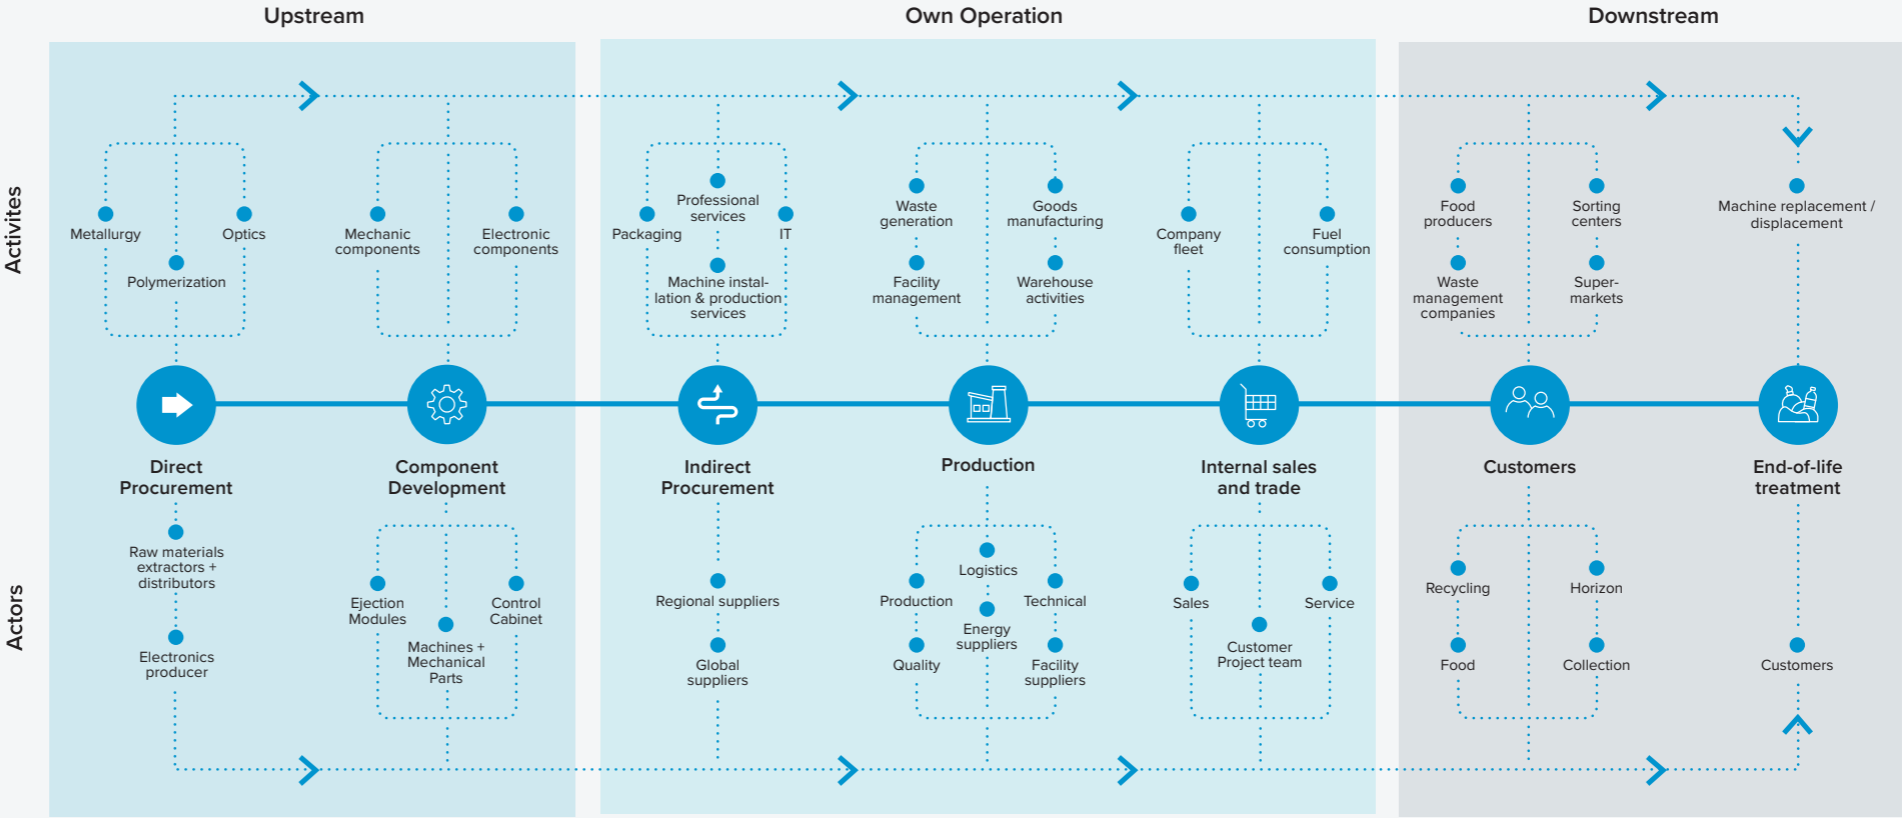 Upstream
Own Operation
Downstream
Activites
Metallurgy
Polymerization
Optics
Mechanic
components
Electronic
components
Packaging
Professional
services
IT
Machine instal-
lation & production
services
Waste
generation
Goods
manufacturing
Facility
management
Warehouse
activities
Company
fleet
Fuel
consumption
Food
producers
Sorting
centers
Waste
management
companies
Super-
markets
Machine replacement /
displacement
Direct
Procurement
Component
Development
Indirect
Procurement
Production
Internal sales
and trade
Customers
End-of-life
treatment
Actors
Raw materials
extractors +
distributors
Electronics
producer
Ejection
Modules
Machines +
Mechanical
Parts
Control
Cabinet
Regional suppliers
Global
suppliers
Logistics
Production
Technical
Energy
suppliers
Quality
Facility
suppliers
Sales
Customer
Project team
Service
Recycling
Horizon
Food
Collection
Customers